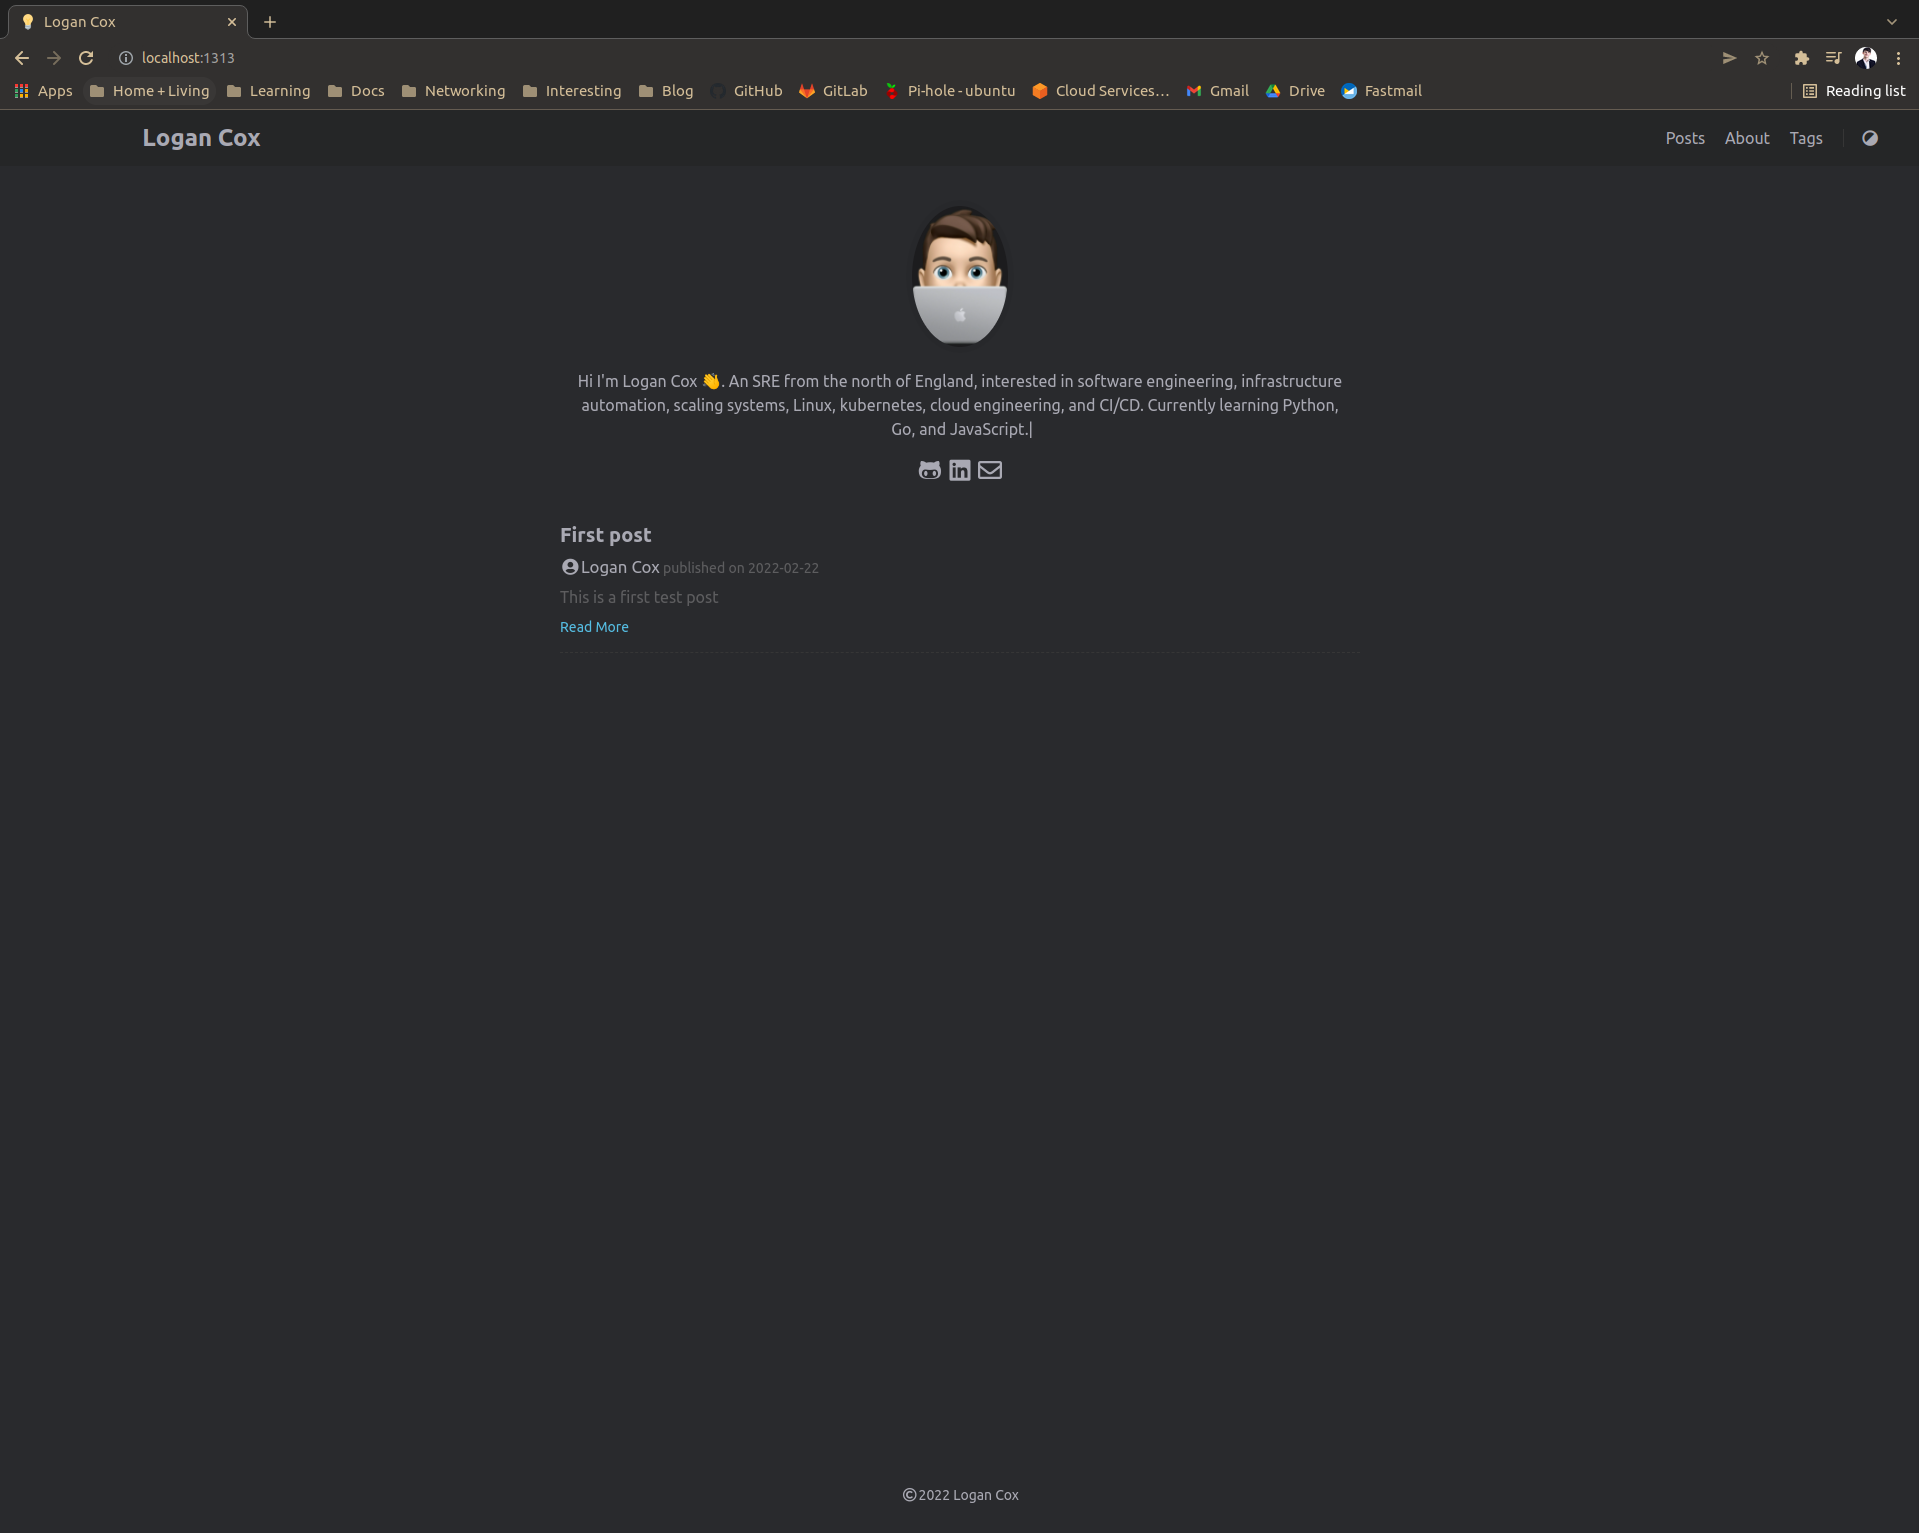 Logan Cox
localhost:1313
Apps Home + Living Learning Docs Networking Interesting Blog GitHub GitLab Pi-hole - ubuntu Cloud Services... Gmail Drive Fastmail Reading list
Logan Cox Posts About Tags
Hi I'm Logan Cox 👋. An SRE from the north of England, interested in software engineering, infrastructure
automation, scaling systems, Linux, kubernetes, cloud engineering, and CI/CD. Currently learning Python,
Go, and JavaScript.|
First post
Logan Cox published on 2022-02-22
This is a first test post
Read More
©2022 Logan Cox